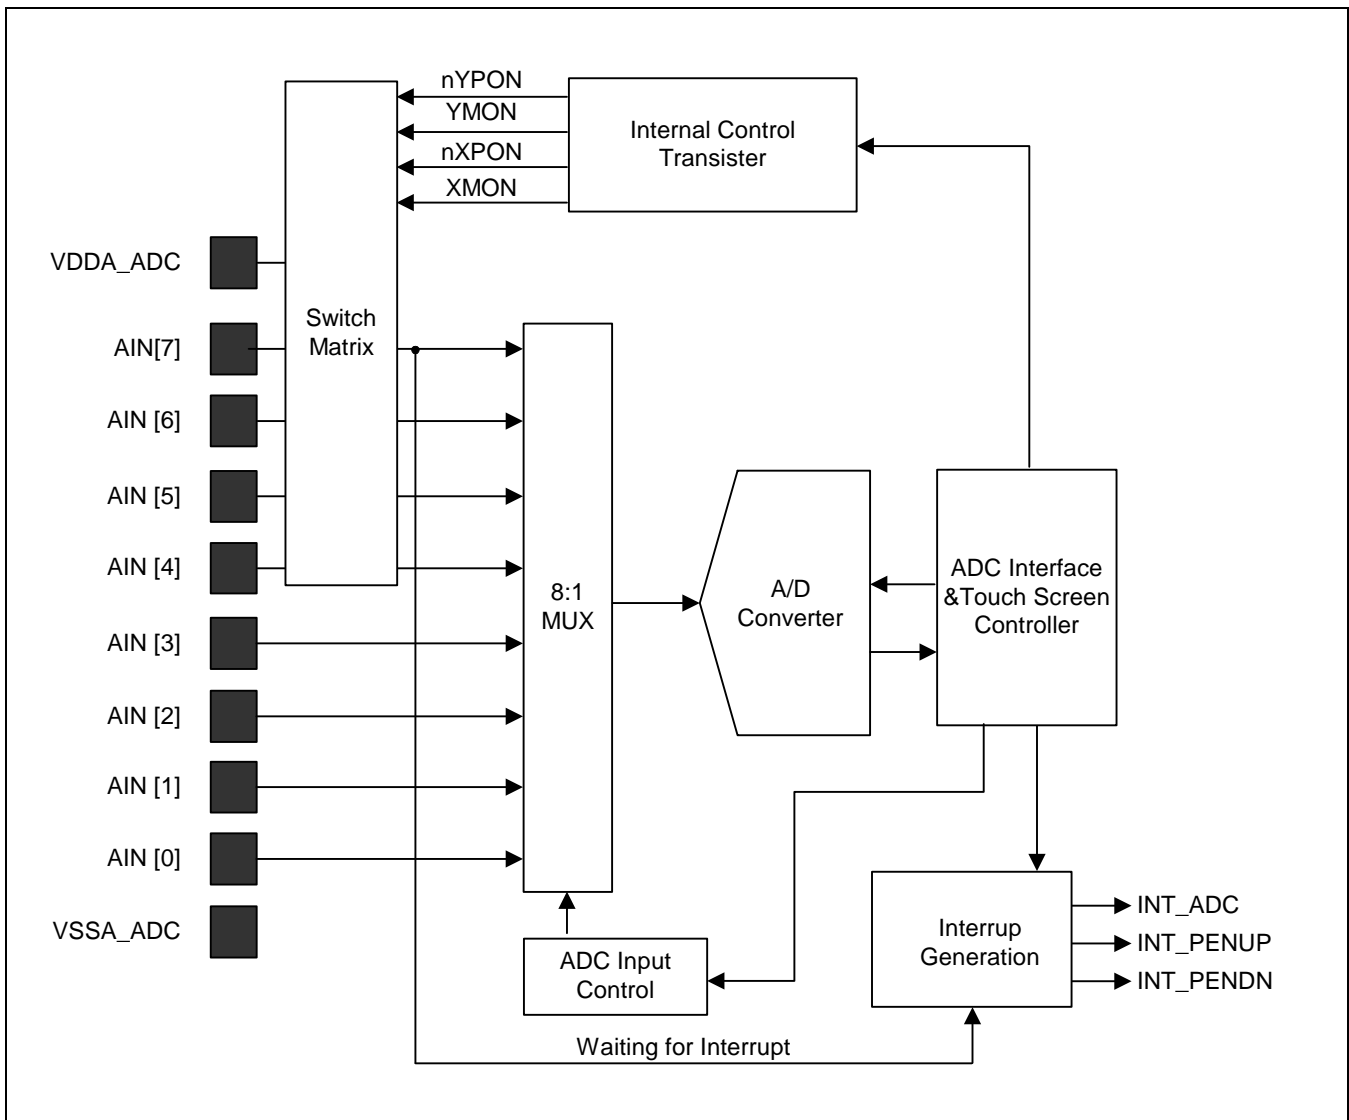 nYPON
YMON
nXPON
XMON
Internal Control
Transister
VDDA_ADC
AIN[7]
AIN [6]
AIN [5]
AIN [4]
AIN [3]
AIN [2]
AIN [1]
AIN [0]
VSSA_ADC
Switch
Matrix
8:1
MUX
A/D
Converter
ADC Interface
&Touch Screen
Controller
ADC Input
Control
Interrup
Generation
INT_ADC
INT_PENUP
INT_PENDN
Waiting for Interrupt